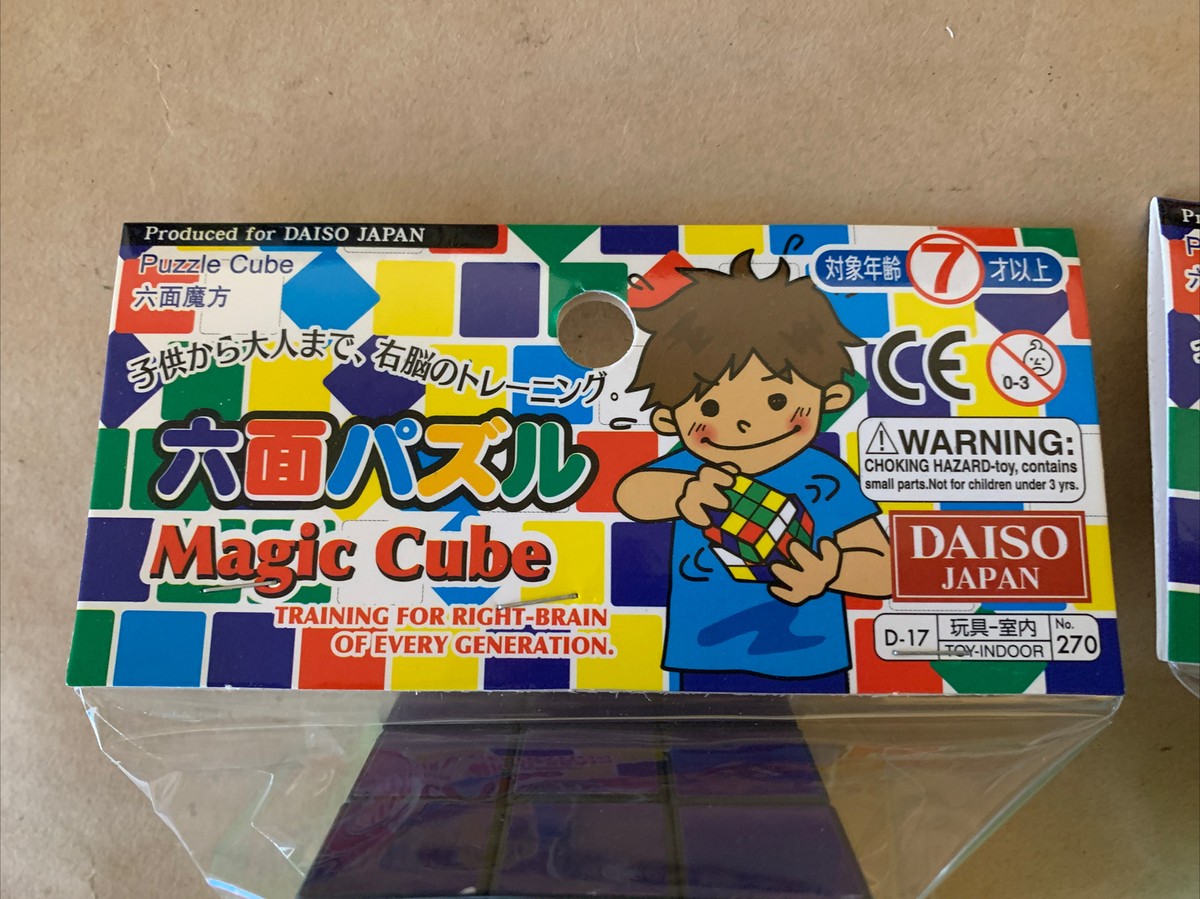 Produced for DAISO JAPAN
Puzzle Cube
六面魔方
子供から大人まで、右脳のトレーニング。
六面パズル
Magic Cube
TRAINING FOR RIGHT-BRAIN
OF EVERY GENERATION.
対象年齢 7 才以上
CE
0-3
WARNING:
CHOKING HAZARD-toy, contains
small parts.Not for children under 3 yrs.
DAISO
JAPAN
D-17 玩具-室内 No.
TOY-INDOOR 270